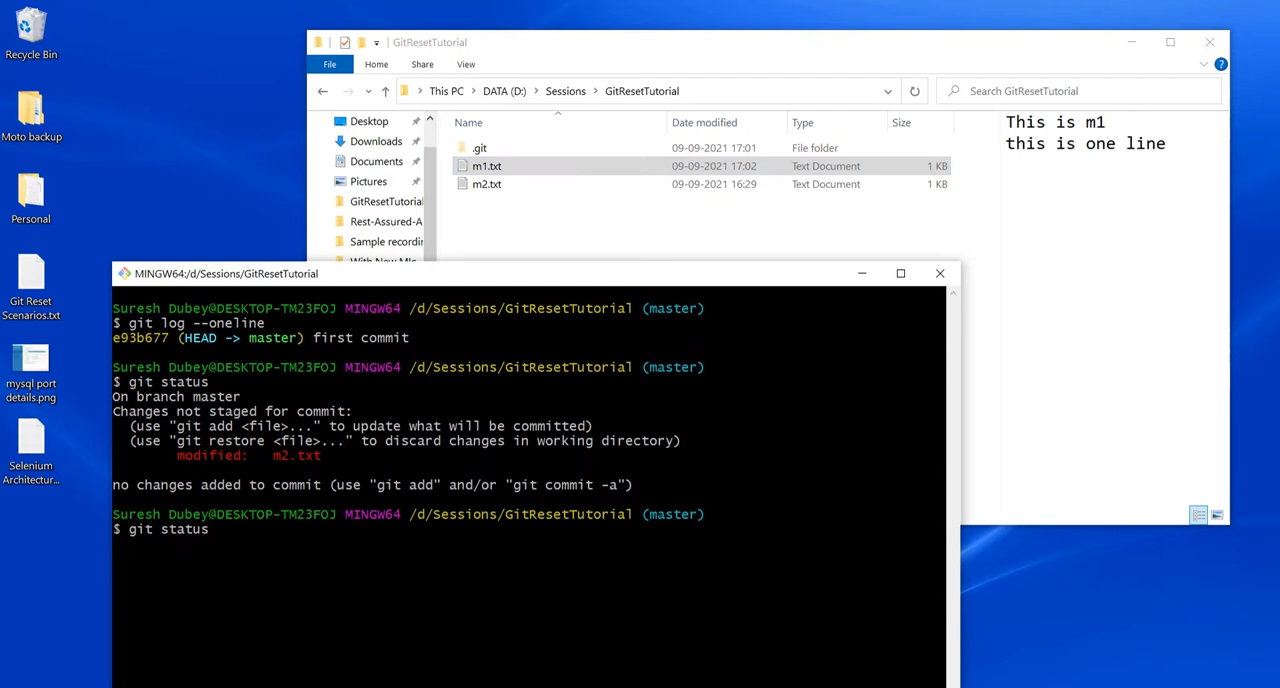 Recycle Bin
Moto backup
Personal
Git Reset
Scenarios.txt
mysql port
details.png
Selenium
Architectur...
GitResetTutorial
File
Home
Share
View
This PC
DATA (D:)
Sessions
GitResetTutorial
Search GitResetTutorial
Desktop
Downloads
Documents
Pictures
GitResetTutorial
Rest-Assured-A
Sample recordin
Name
Date modified
Type
Size
.git
09-09-2021 17:01
File folder
m1.txt
09-09-2021 17:02
Text Document
1 KB
m2.txt
09-09-2021 16:29
Text Document
1 KB
This is m1
this is one line
MINGW64:/d/Sessions/GitResetTutorial
Suresh Dubey@DESKTOP-TM23FOJ MINGW64 /d/Sessions/GitResetTutorial (master)
$ git log --oneline
e93b677 (HEAD -> master) first commit
Suresh Dubey@DESKTOP-TM23FOJ MINGW64 /d/Sessions/GitResetTutorial (master)
$ git status
On branch master
Changes not staged for commit:
(use "git add <file>..." to update what will be committed)
(use "git restore <file>..." to discard changes in working directory)
modified: m2.txt
no changes added to commit (use "git add" and/or "git commit -a")
Suresh Dubey@DESKTOP-TM23FOJ MINGW64 /d/Sessions/GitResetTutorial (master)
$ git status